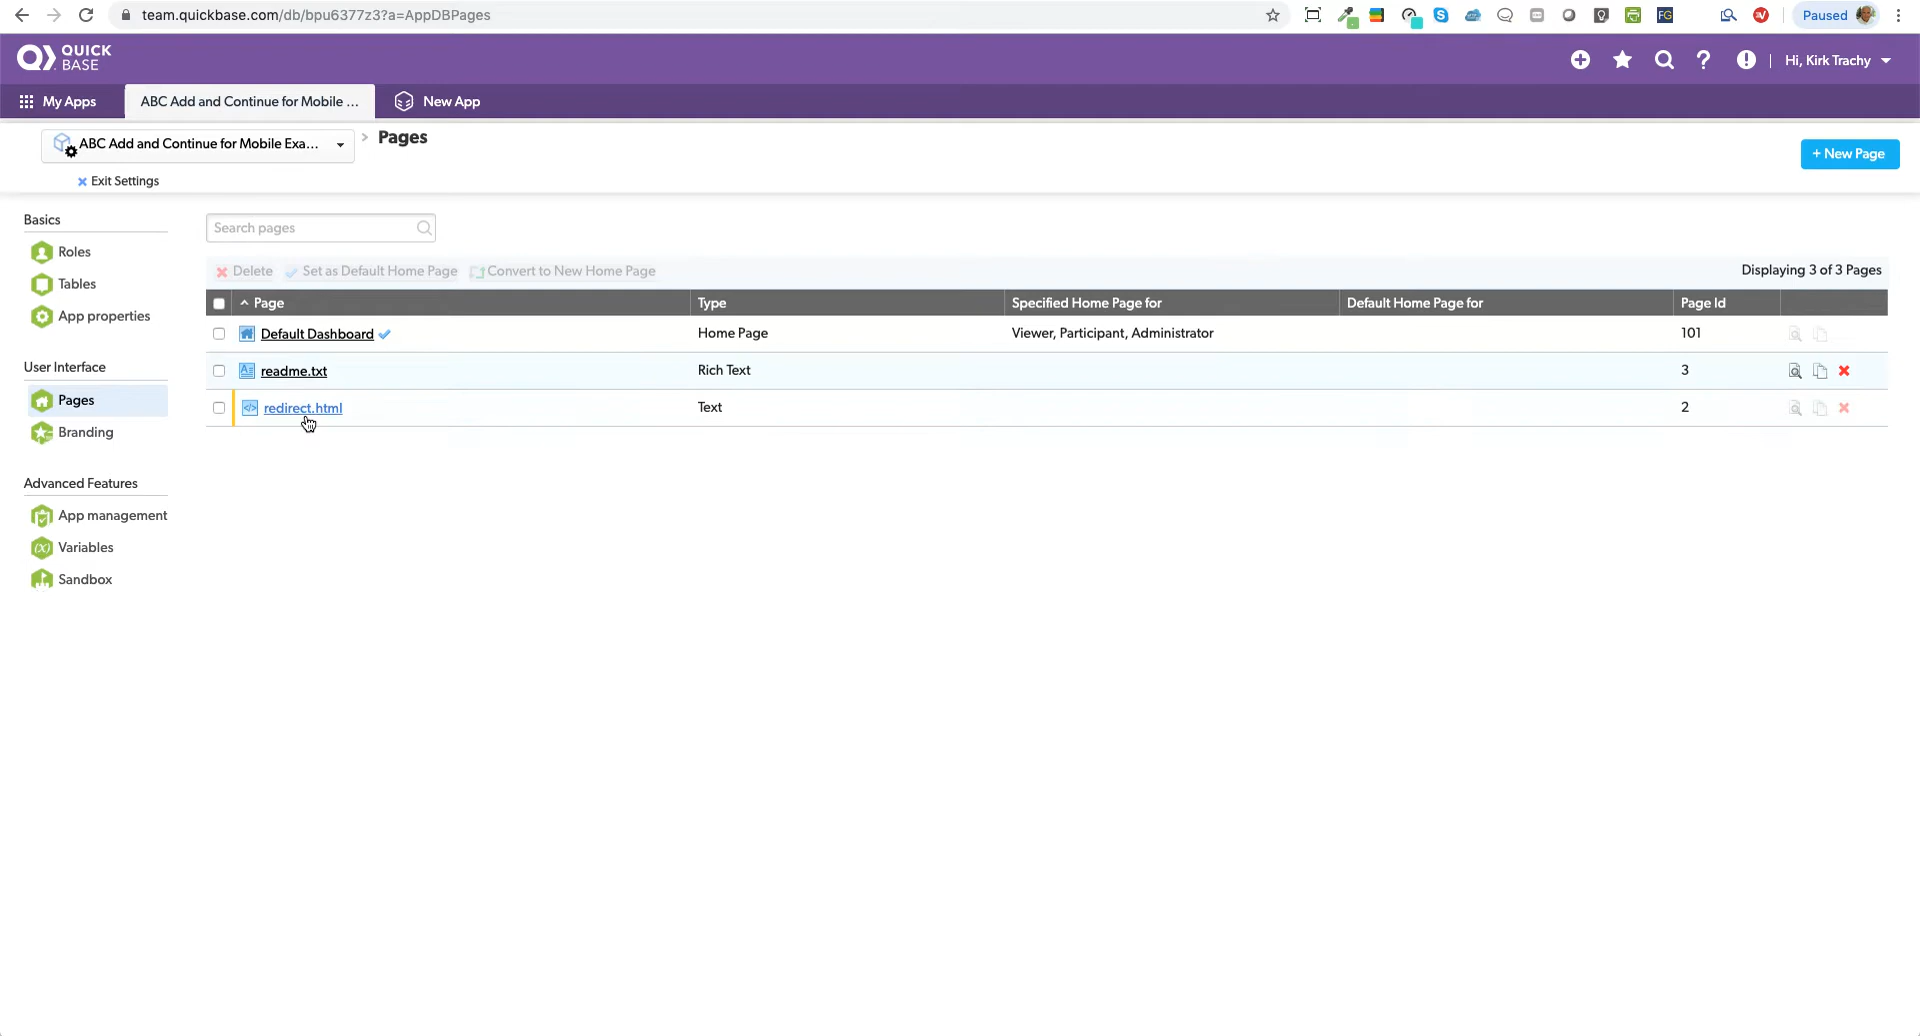 team.quickbase.com/db/bpu6377z3?a=AppDBPages
Paused
QUICK
BASE
Hi, Kirk Trachy
My Apps
ABC Add and Continue for Mobile ...
New App
ABC Add and Continue for Mobile Exa...
> Pages
+ New Page
Exit Settings
Basics
Roles
Tables
App properties
User Interface
Pages
Branding
Advanced Features
App management
Variables
Sandbox
Search pages
Delete
Set as Default Home Page
Convert to New Home Page
Displaying 3 of 3 Pages
Page Type Specified Home Page for Default Home Page for Page Id
Default Dashboard Home Page Viewer, Participant, Administrator 101
readme.txt Rich Text 3
redirect.html Text 2